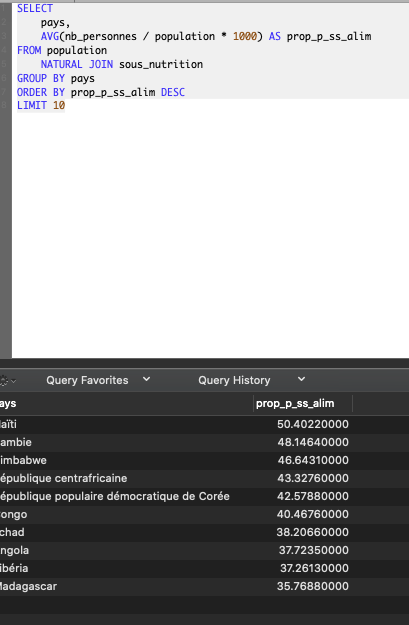 SELECT
pays,
AVG(nb_personnes / population * 1000) AS prop_p_ss_alim
FROM population
NATURAL JOIN sous_nutrition
GROUP BY pays
ORDER BY prop_p_ss_alim DESC
LIMIT 10
Query Favorites Query History
ays prop_p_ss_alim
aïti 50.40220000
ambie 48.14640000
imbabwe 46.64310000
épublique centrafricaine 43.32760000
épublique populaire démocratique de Corée 42.57880000
ongo 40.46760000
chad 38.20660000
ngola 37.72350000
ibéria 37.26130000
adagascar 35.76880000